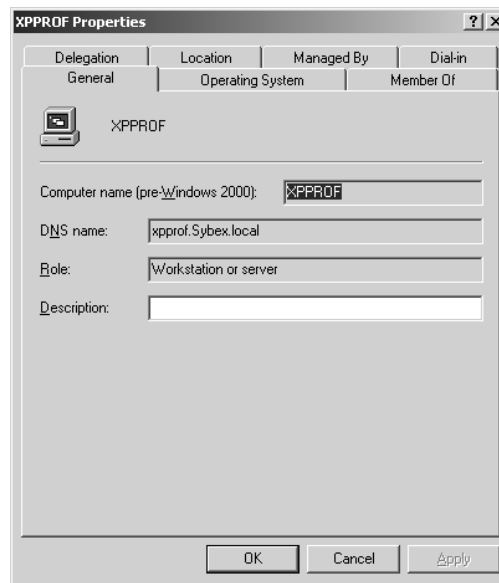 XPPROF Properties
Delegation Location Managed By Dial-in
General Operating System Member Of
XPPROF
Computer name (pre-Windows 2000): XPPROF
DNS name: xpprof.Sybex.local
Role: Workstation or server
Description:
OK Cancel Apply